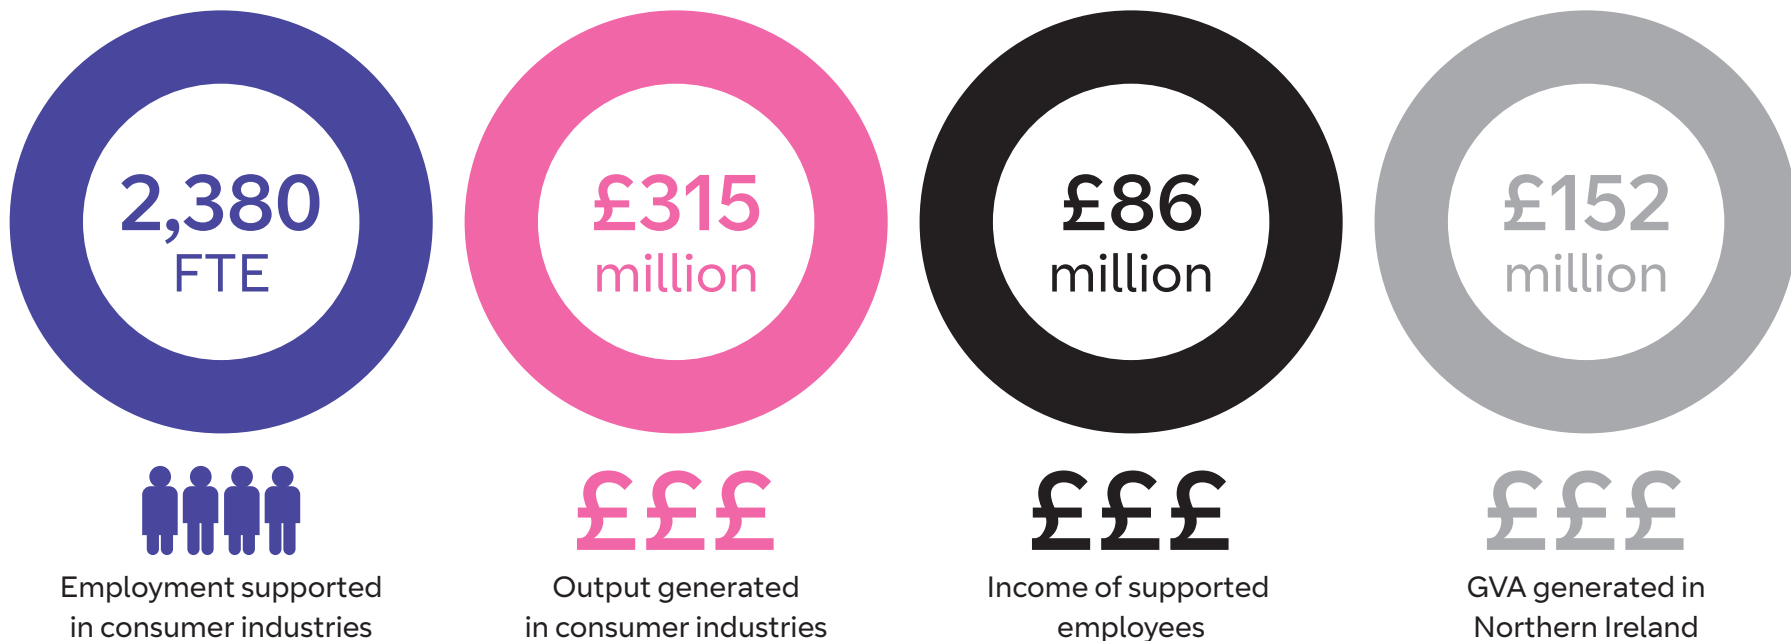 2,380
FTE
Employment supported
in consumer industries
£315
million
£££
Output generated
in consumer industries
£86
million
£££
Income of supported
employees
£152
million
£££
GVA generated in
Northern Ireland